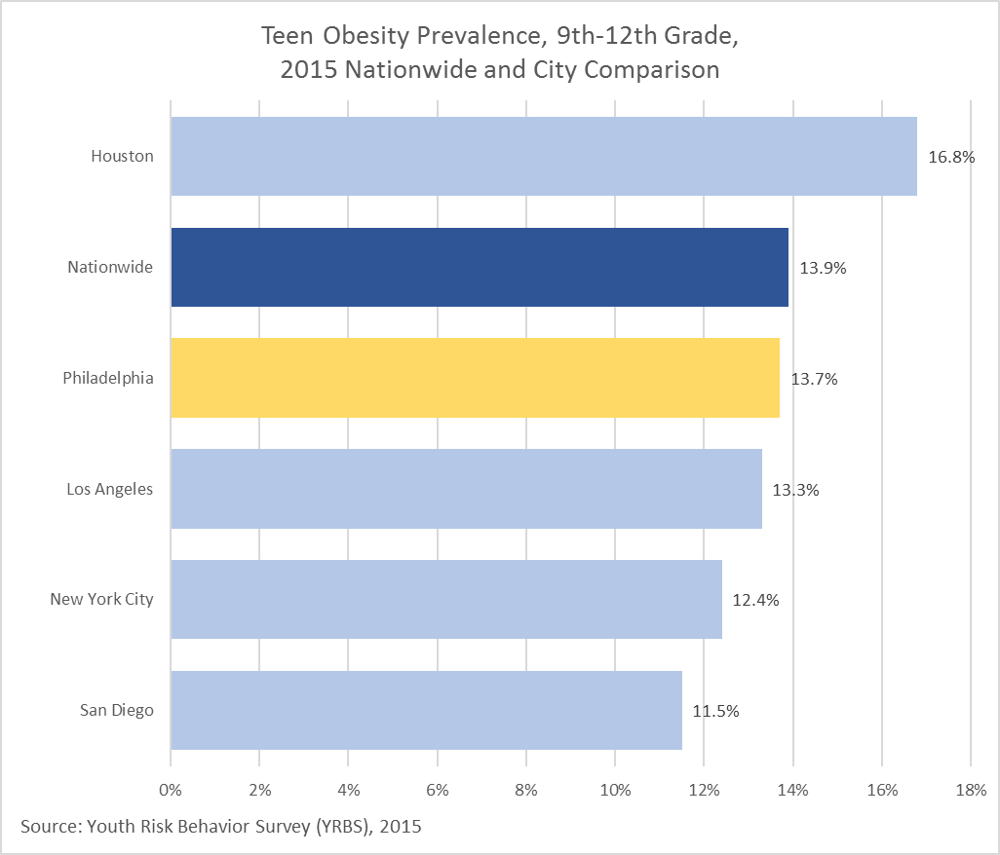 Teen Obesity Prevalence, 9th-12th Grade,
2015 Nationwide and City Comparison
Houston
16.8%
Nationwide
13.9%
Philadelphia
13.7%
Los Angeles
13.3%
New York City
12.4%
San Diego
11.5%
0% 2% 4% 6% 8% 10% 12% 14% 16% 18%
Source: Youth Risk Behavior Survey (YRBS), 2015